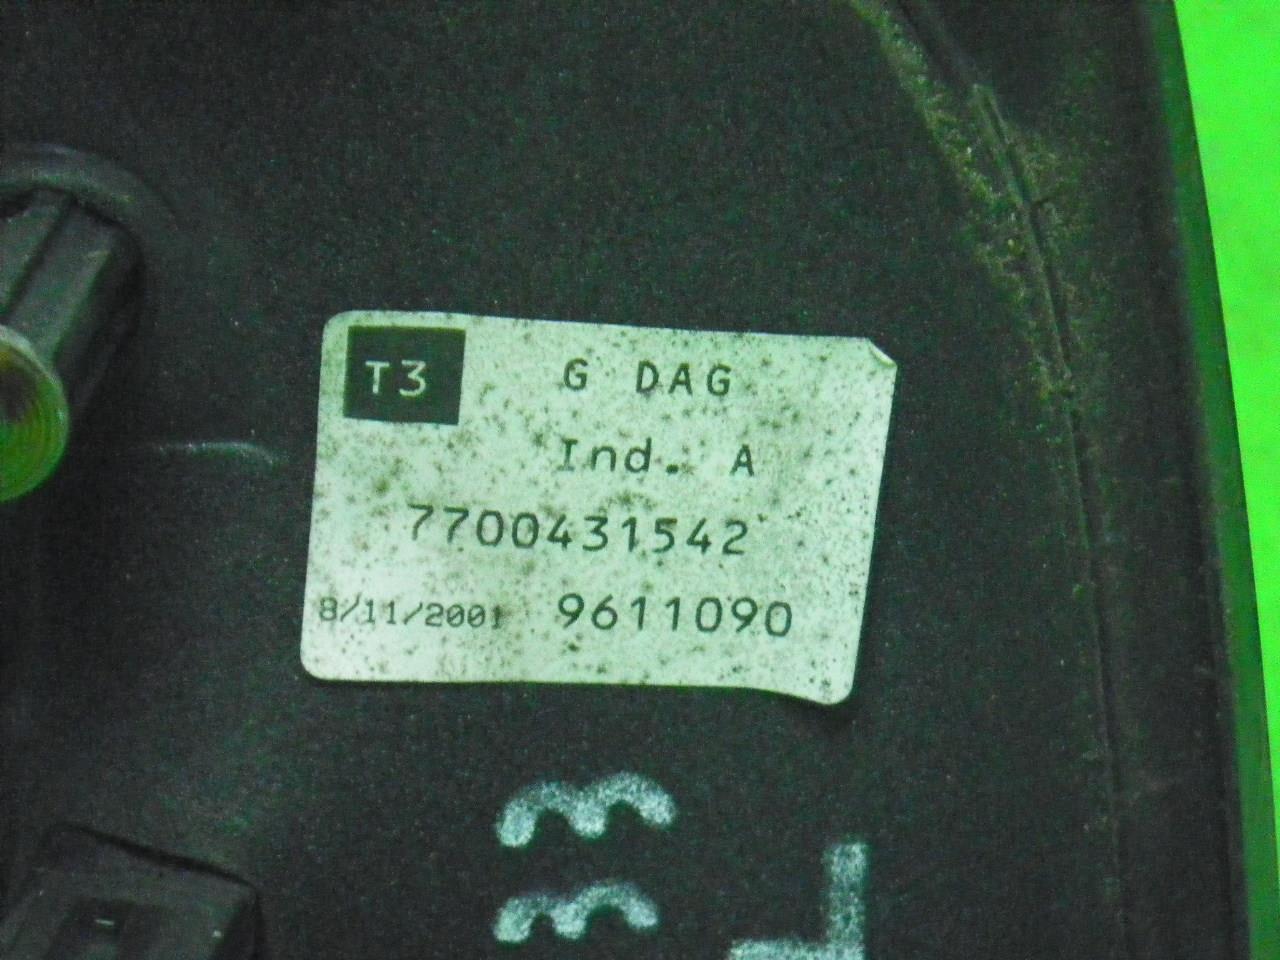 T3 G DAG
Ind. A
7700431542
8/11/2001 9611090